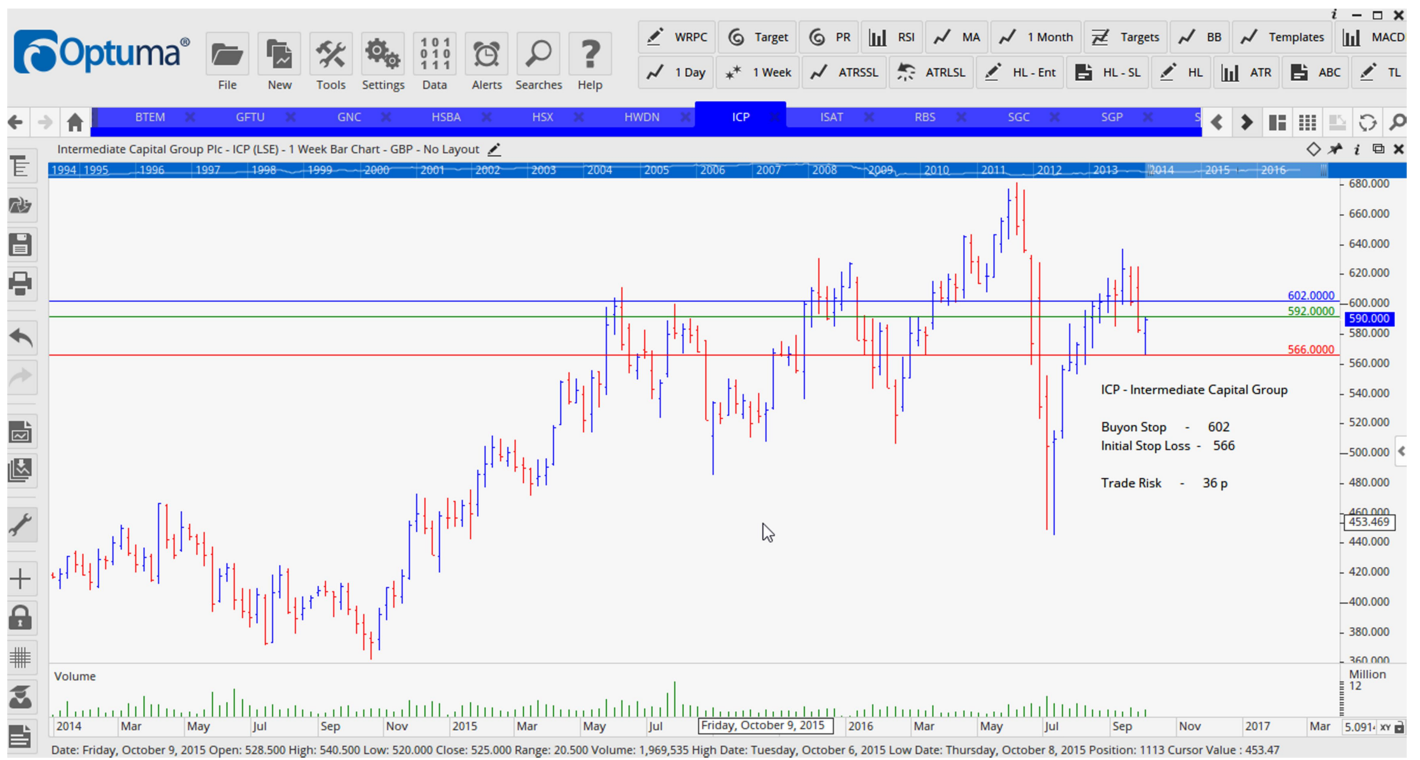 i
Optuma®
File New Tools Settings Data Alerts Searches Help
101
010
111
WRPC Target PR RSI MA 1 Month Targets BB Templates MACD
1 Day 1 Week ATRSSL ATRLSL HL - Ent HL - SL HL ATR ABC TL
BTEM GFTU GNC HSBA HSX HWDN ICP ISAT RBS SGC SGP S
Intermediate Capital Group Plc - ICP (LSE) - 1 Week Bar Chart - GBP - No Layout
i
1994 1995 1996 1997 1998 1999 2000 2001 2002 2003 2004 2005 2006 2007 2008 2009 2010 2011 2012 2013 2014 2015 2016
680.000
660.000
640.000
620.000
602.0000
600.000
592.0000
590.000
580.000
566.0000
560.000
ICP - Intermediate Capital Group
540.000
Buyon Stop - 602
520.000
Initial Stop Loss - 566
500.000
Trade Risk - 36 p
480.000
460.000
453.469
440.000
420.000
400.000
380.000
360.000
Volume
Million
12
2014 Mar May Jul Sep Nov 2015 Mar May Jul Friday, October 9, 2015 2016 Mar May Jul Sep Nov 2017 Mar 5.091 XY
Date: Friday, October 9, 2015 Open: 528.500 High: 540.500 Low: 520.000 Close: 525.000 Range: 20.500 Volume: 1,969,535 High Date: Tuesday, October 6, 2015 Low Date: Thursday, October 8, 2015 Position: 1113 Cursor Value : 453.47